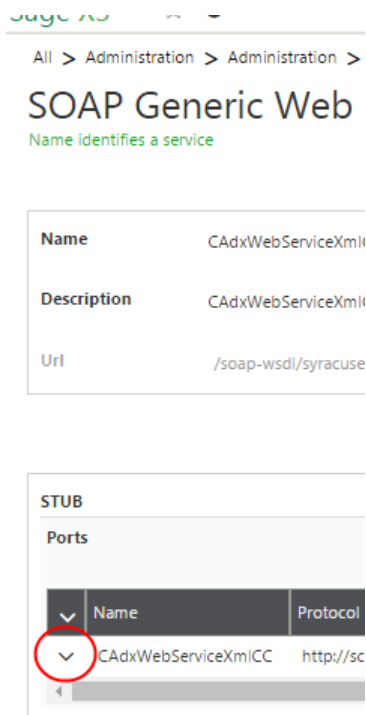 Sage X3
All > Administration > Administration >
SOAP Generic Web
Name identifies a service
Name CAdxWebServiceXmlC
Description CAdxWebServiceXmlC
Url /soap-wsdl/syracuse
STUB
Ports
Name Protocol
CAdxWebServiceXmlCC http://sc